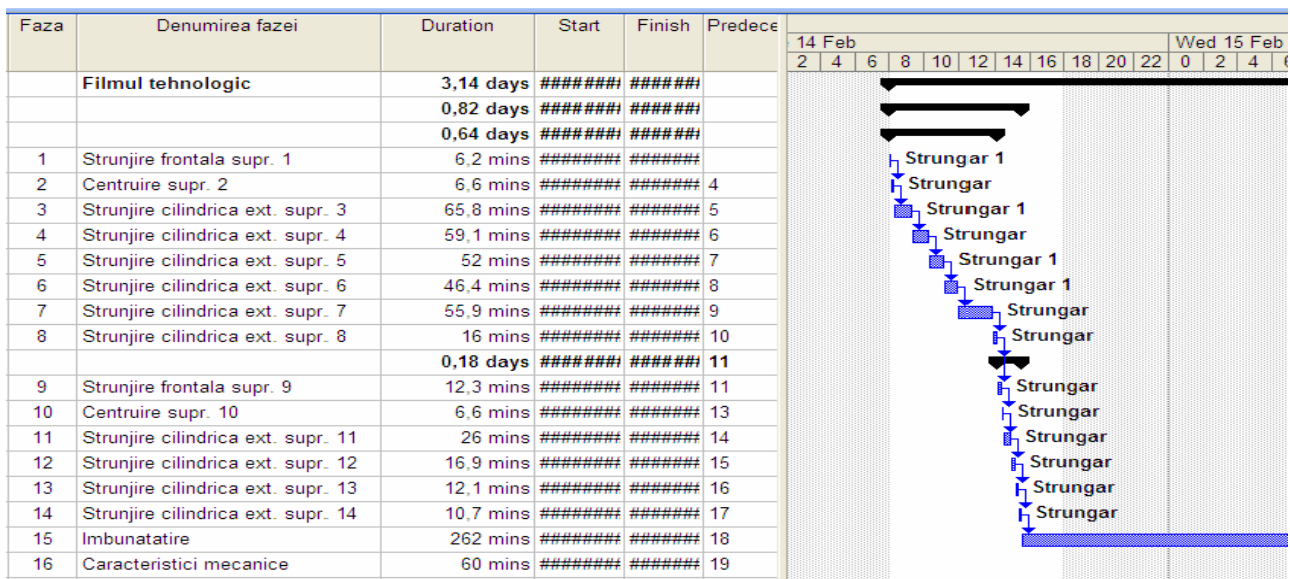 Faza Denumirea fazei Duration Start Finish Predece
14 Feb Wed 15 Feb
2 4 6 8 10 12 14 16 18 20 22 0 2 4
Filmul tehnologic 3,14 days ######## #######
0,82 days ######## #######
0,64 days ######## #######
1 Strunjire frontala supr. 1 6,2 mins ######## ####### Strungar 1
2 Centruire supr. 2 6,6 mins ######## ####### 4 Strungar
3 Strunjire cilindrica ext. supr. 3 65,8 mins ######## ####### 5 Strungar 1
4 Strunjire cilindrica ext. supr. 4 59,1 mins ######## ####### 6 Strungar
5 Strunjire cilindrica ext. supr. 5 52 mins ######## ####### 7 Strungar 1
6 Strunjire cilindrica ext. supr. 6 46,4 mins ######## ####### 8 Strungar 1
7 Strunjire cilindrica ext. supr. 7 55,9 mins ######## ####### 9 Strungar
8 Strunjire cilindrica ext. supr. 8 16 mins ######## ####### 10 Strungar
0,18 days ######## ####### 11
9 Strunjire frontala supr. 9 12,3 mins ######## ####### 11 Strungar
10 Centruire supr. 10 6,6 mins ######## ####### 13 Strungar
11 Strunjire cilindrica ext. supr. 11 26 mins ######## ####### 14 Strungar
12 Strunjire cilindrica ext. supr. 12 16,9 mins ######## ####### 15 Strungar
13 Strunjire cilindrica ext. supr. 13 12,1 mins ######## ####### 16 Strungar
14 Strunjire cilindrica ext. supr. 14 10,7 mins ######## ####### 17 Strungar
15 Imbunatatire 262 mins ######## ####### 18
16 Caracteristici mecanice 60 mins ######## ####### 19